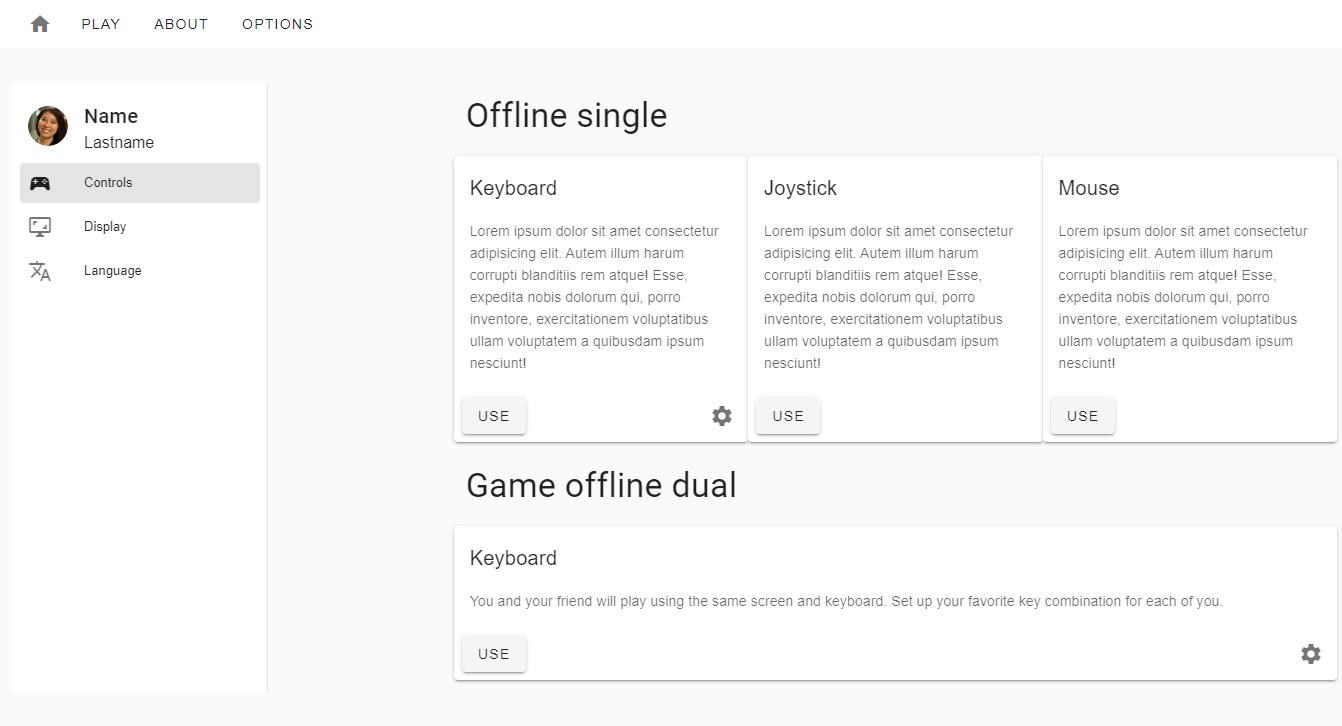 PLAY ABOUT OPTIONS
Name
Lastname
Controls
Display
Language
Offline single
Keyboard
Lorem ipsum dolor sit amet consectetur
adipisicing elit. Autem illum harum
corrupti blanditiis rem atque! Esse,
expedita nobis dolorum qui, porro
inventore, exercitationem voluptatibus
ullam voluptatem a quibusdam ipsum
nesciunt!
USE
Joystick
Lorem ipsum dolor sit amet consectetur
adipisicing elit. Autem illum harum
corrupti blanditiis rem atque! Esse,
expedita nobis dolorum qui, porro
inventore, exercitationem voluptatibus
ullam voluptatem a quibusdam ipsum
nesciunt!
USE
Mouse
Lorem ipsum dolor sit amet consectetur
adipisicing elit. Autem illum harum
corrupti blanditiis rem atque! Esse,
expedita nobis dolorum qui, porro
inventore, exercitationem voluptatibus
ullam voluptatem a quibusdam ipsum
nesciunt!
USE
Game offline dual
Keyboard
You and your friend will play using the same screen and keyboard. Set up your favorite key combination for each of you.
USE